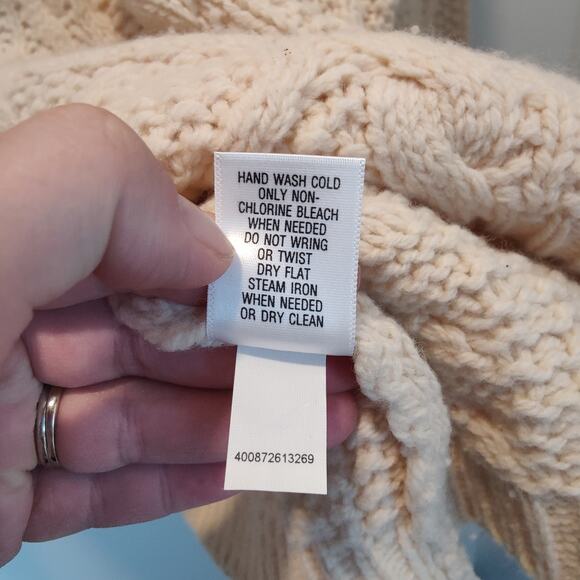 HAND WASH COLD
ONLY NON-
CHLORINE BLEACH
WHEN NEEDED
DO NOT WRING
OR TWIST
DRY FLAT
STEAM IRON
WHEN NEEDED
OR DRY CLEAN
400872613269